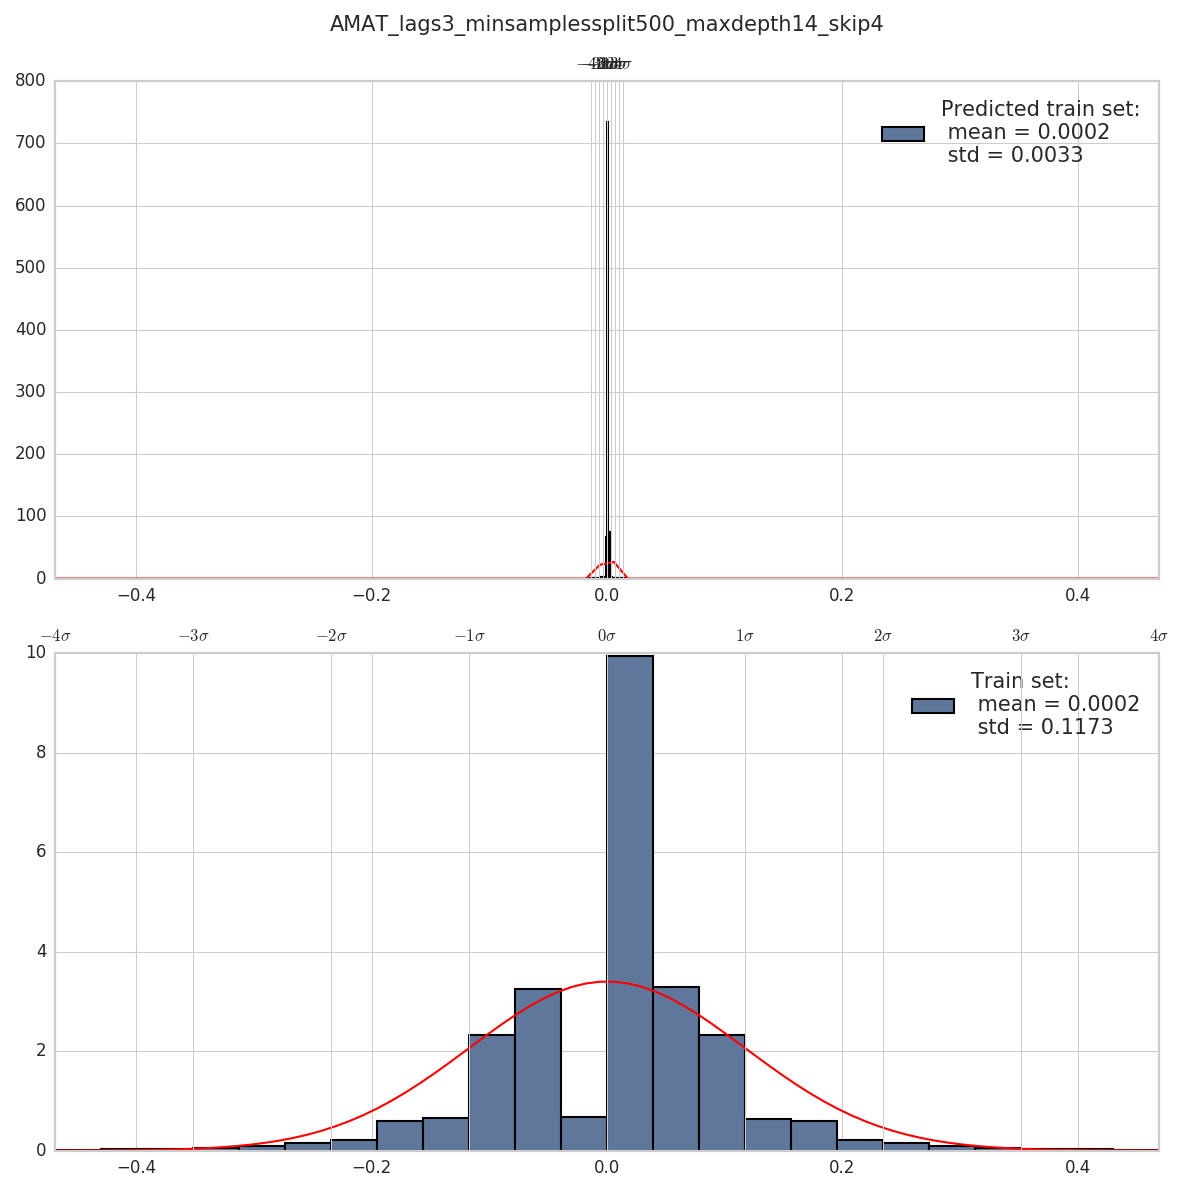 AMAT_lags3_minsamplessplit500_maxdepth14_skip4
800
700
600
500
400
300
200
100
0
Predicted train set:
mean = 0.0002
std = 0.0033
−0.4 −0.2 0.0 0.2 0.4
−4σ −3σ −2σ −1σ 0σ 1σ 2σ 3σ 4σ
10
8
6
4
2
0
Train set:
mean = 0.0002
std = 0.1173
−0.4 −0.2 0.0 0.2 0.4